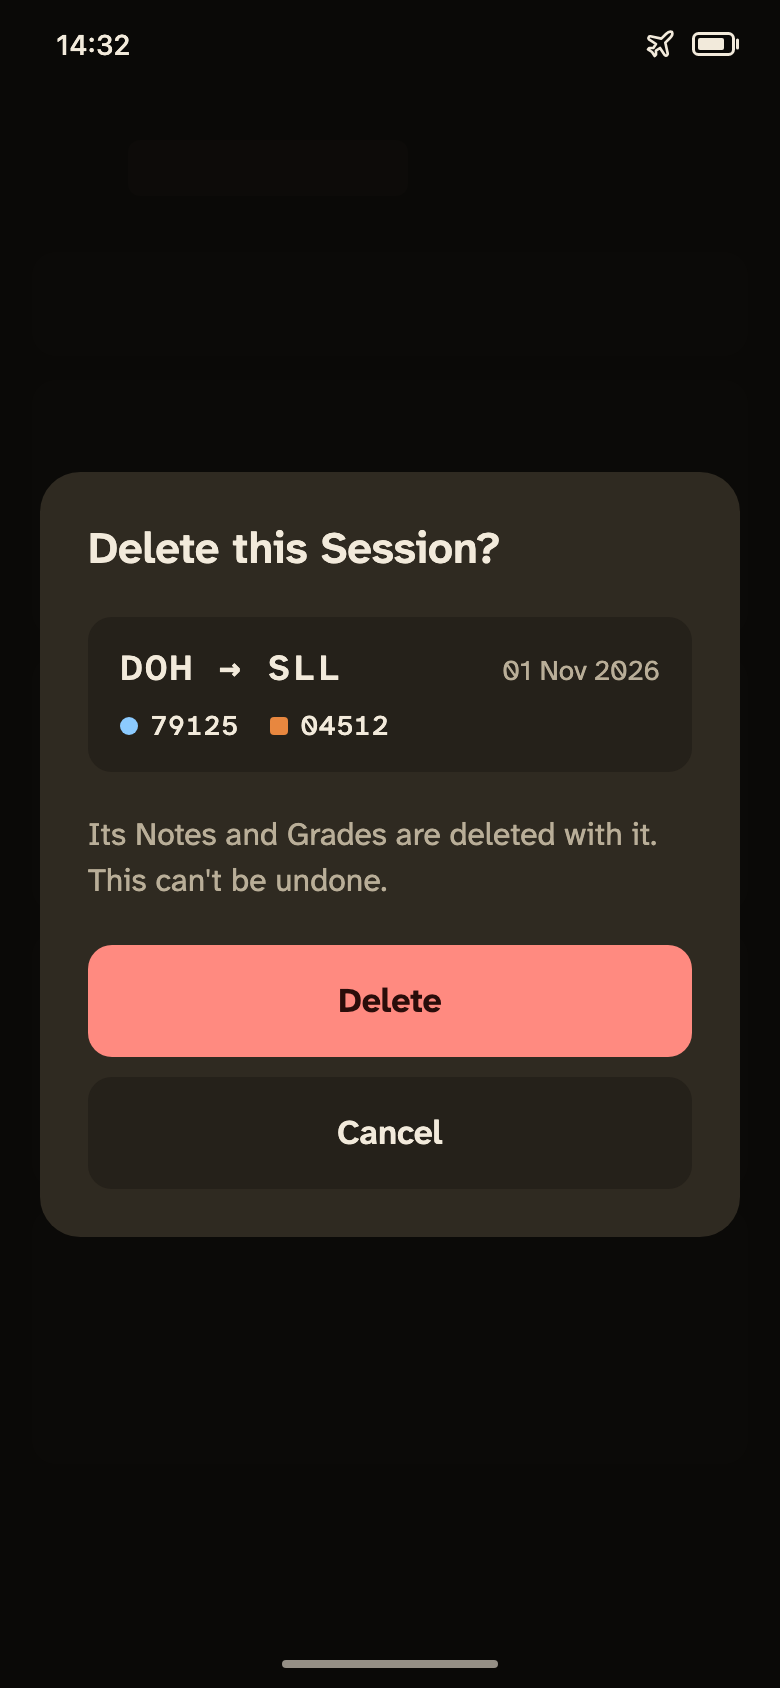 14:32
Delete this Session?
DOH → SLL 01 Nov 2026
79125 04512
Its Notes and Grades are deleted with it.
This can't be undone.
Delete
Cancel